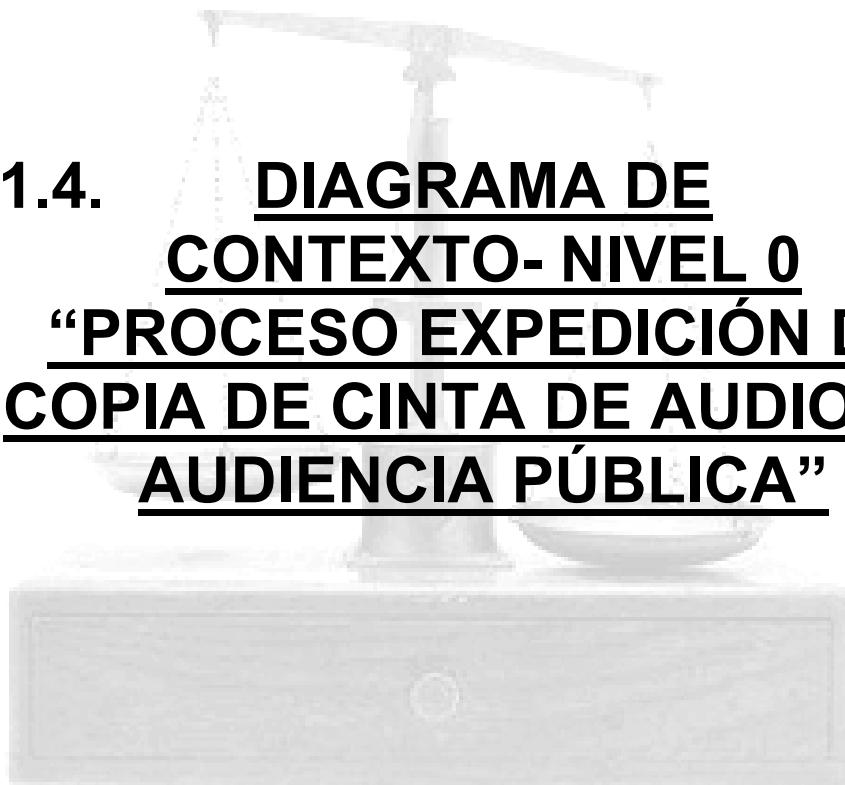 1.4. DIAGRAMA DE
CONTEXTO- NIVEL 0
“PROCESO EXPEDICIÓN
COPIA DE CINTA DE AUDIO
AUDIENCIA PÚBLICA”